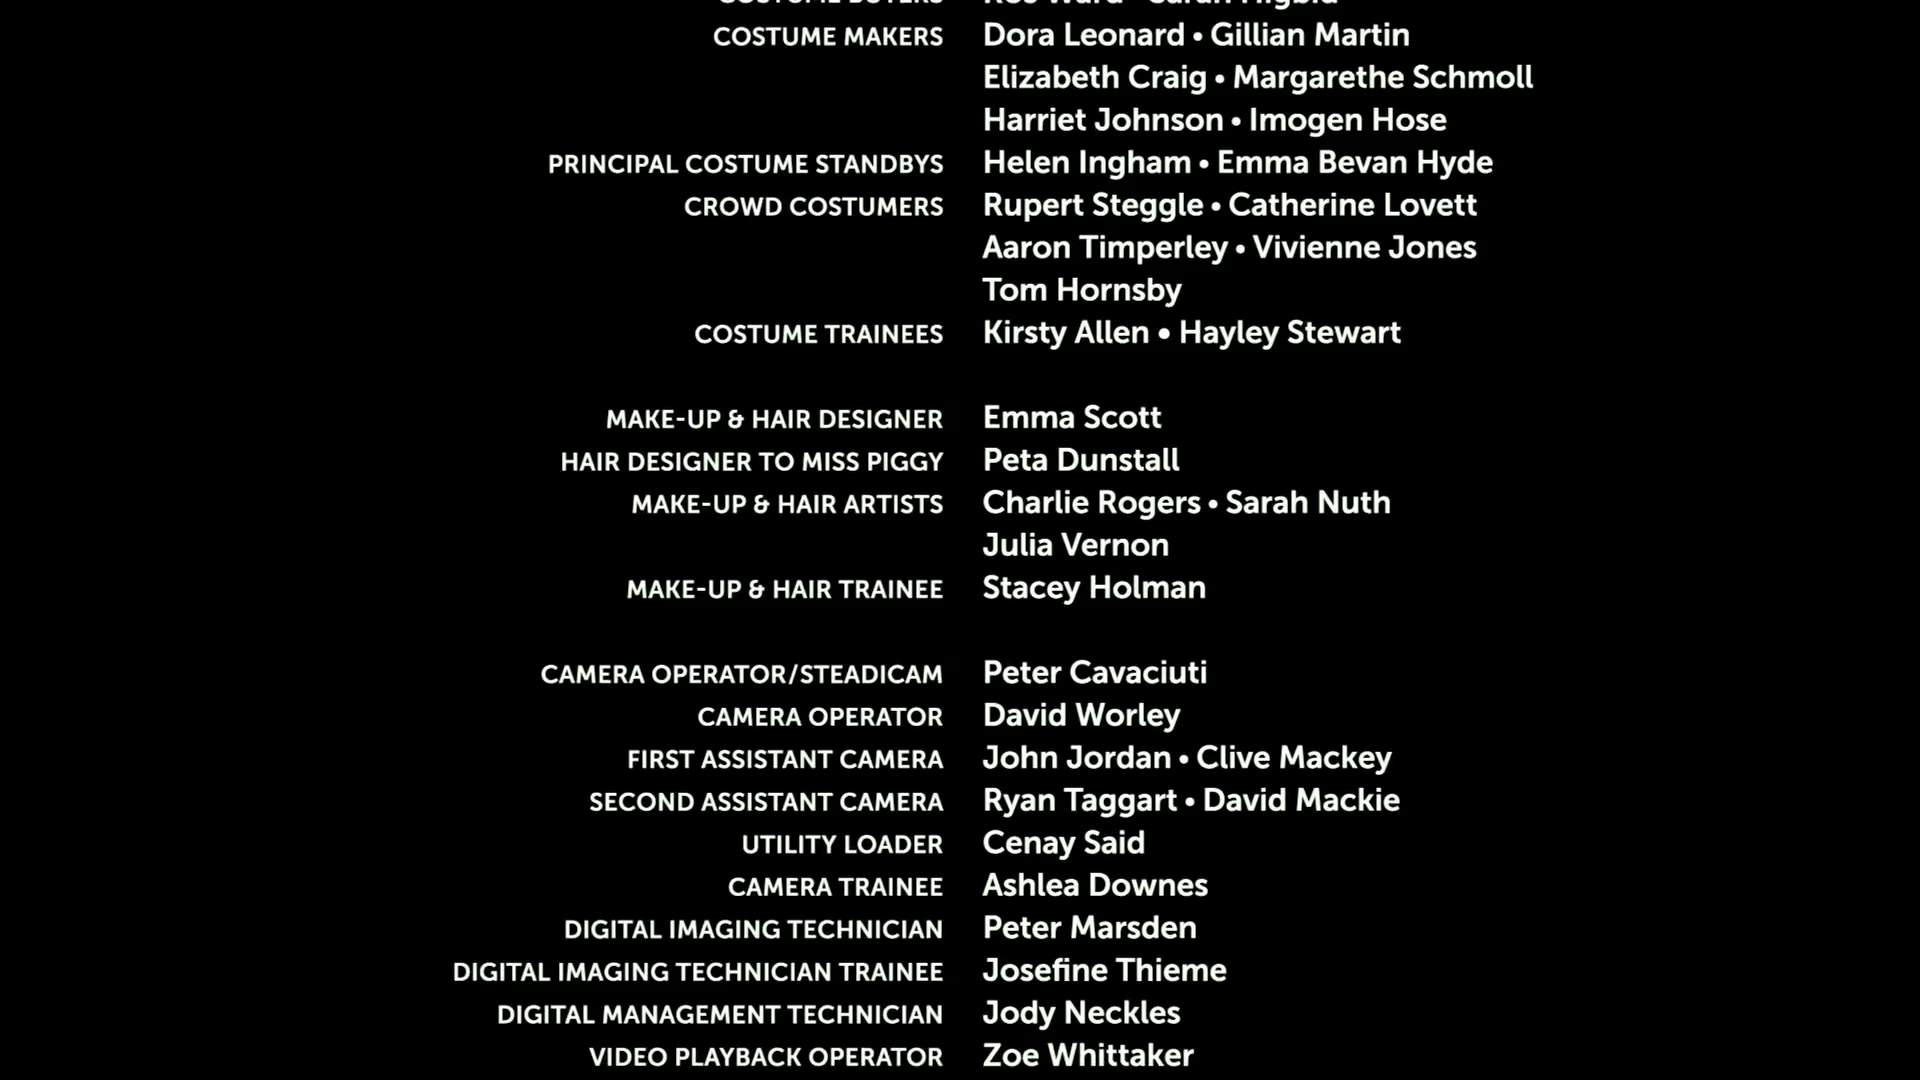 COSTUME MAKERS Dora Leonard • Gillian Martin
Elizabeth Craig • Margarethe Schmoll
Harriet Johnson • Imogen Hose
PRINCIPAL COSTUME STANDBYS Helen Ingham • Emma Bevan Hyde
CROWD COSTUMERS Rupert Steggle • Catherine Lovett
Aaron Timperley • Vivienne Jones
Tom Hornsby
COSTUME TRAINEES Kirsty Allen • Hayley Stewart
MAKE-UP & HAIR DESIGNER Emma Scott
HAIR DESIGNER TO MISS PIGGY Peta Dunstall
MAKE-UP & HAIR ARTISTS Charlie Rogers • Sarah Nuth
Julia Vernon
MAKE-UP & HAIR TRAINEE Stacey Holman
CAMERA OPERATOR/STEADICAM Peter Cavaciuti
CAMERA OPERATOR David Worley
FIRST ASSISTANT CAMERA John Jordan • Clive Mackey
SECOND ASSISTANT CAMERA Ryan Taggart • David Mackie
UTILITY LOADER Cenay Said
CAMERA TRAINEE Ashlea Downes
DIGITAL IMAGING TECHNICIAN Peter Marsden
DIGITAL IMAGING TECHNICIAN TRAINEE Josefine Thieme
DIGITAL MANAGEMENT TECHNICIAN Jody Neckles
VIDEO PLAYBACK OPERATOR Zoe Whittaker